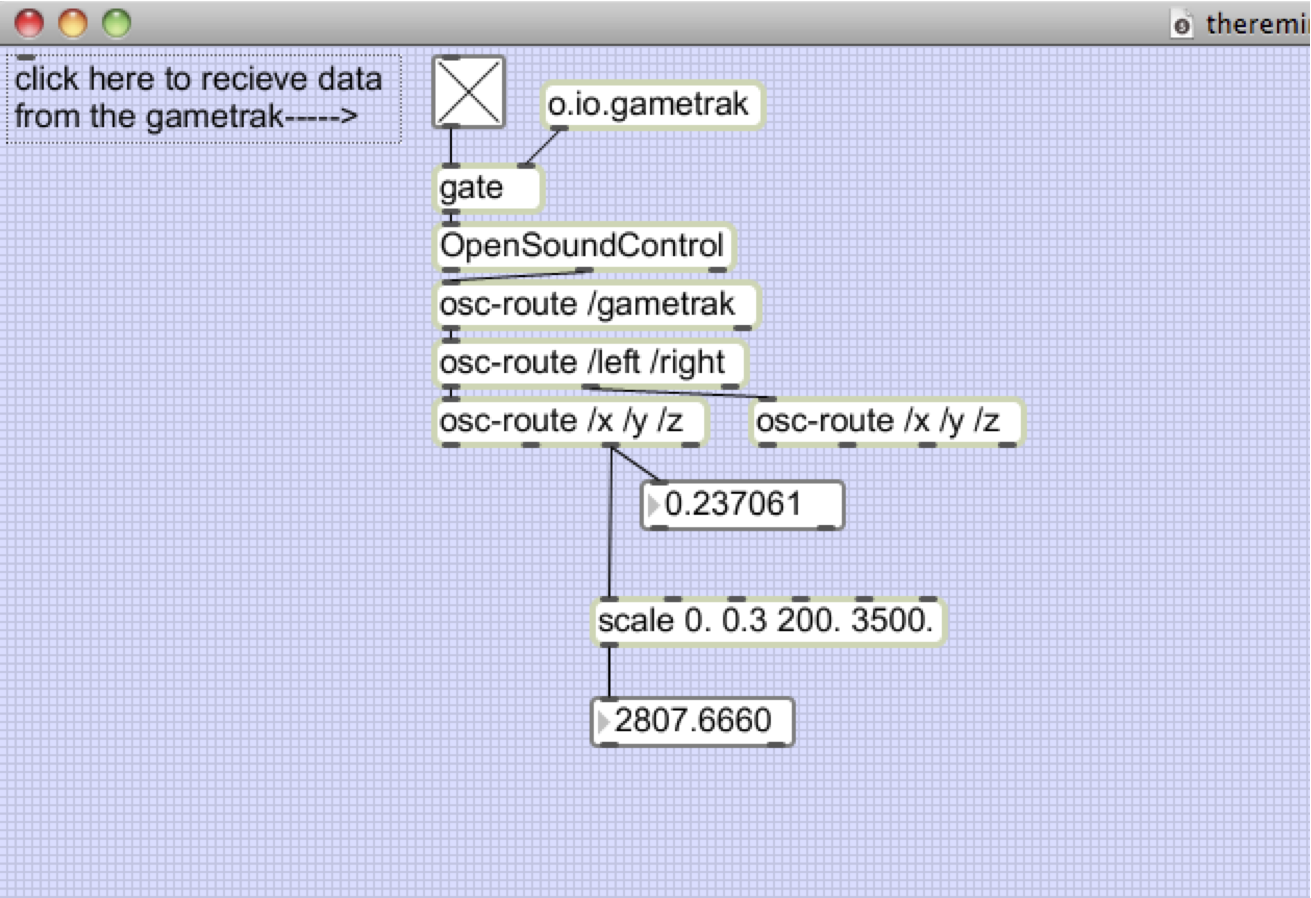 theremi
click here to recieve data
from the gametrak----->
o.io.gametrak
gate
OpenSoundControl
osc-route /gametrak
osc-route /left /right
osc-route /x /y /z
osc-route /x /y /z
0.237061
scale 0. 0.3 200. 3500.
2807.6660